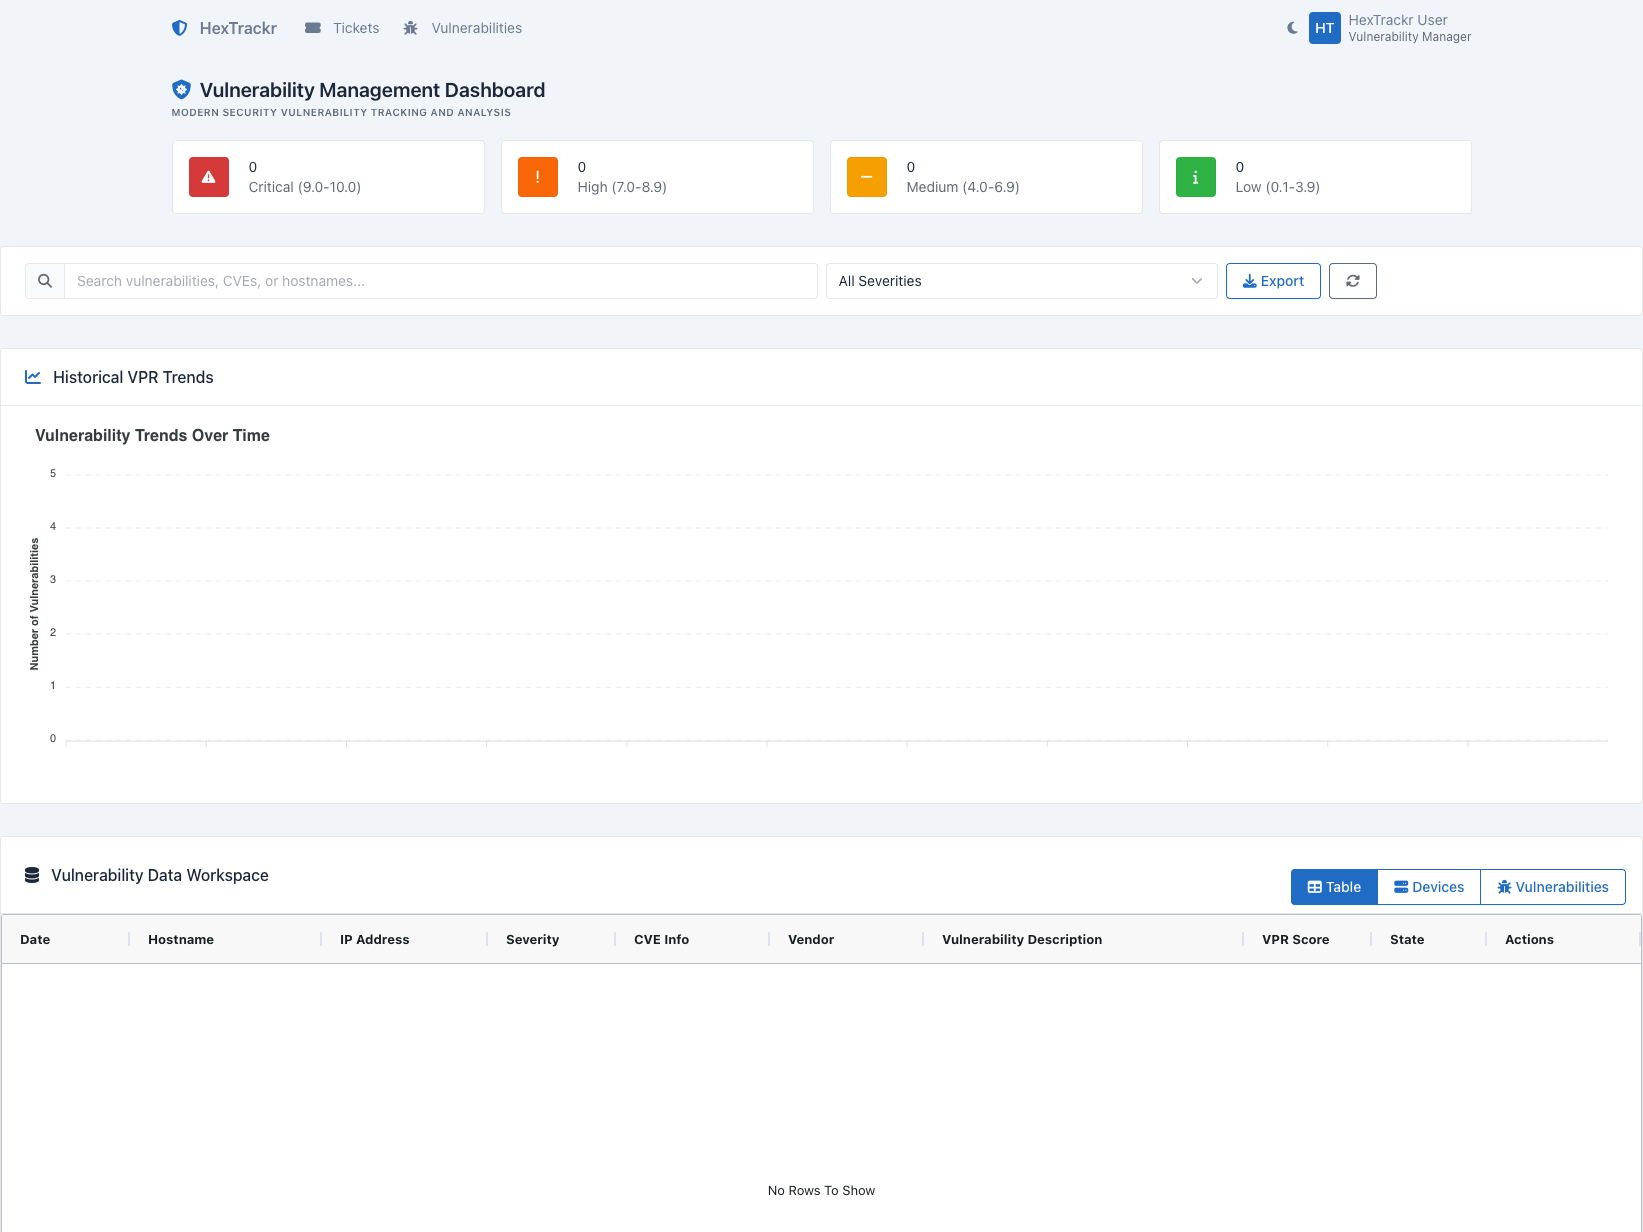 HexTrackr
Tickets
Vulnerabilities
HT
HexTrackr User
Vulnerability Manager
Vulnerability Management Dashboard
MODERN SECURITY VULNERABILITY TRACKING AND ANALYSIS
0
Critical (9.0-10.0)
0
High (7.0-8.9)
0
Medium (4.0-6.9)
0
Low (0.1-3.9)
Search vulnerabilities, CVEs, or hostnames...
All Severities
Export
Historical VPR Trends
Vulnerability Trends Over Time
Number of Vulnerabilities
5
4
3
2
1
0
Vulnerability Data Workspace
Table
Devices
Vulnerabilities
Date
Hostname
IP Address
Severity
CVE Info
Vendor
Vulnerability Description
VPR Score
State
Actions
No Rows To Show